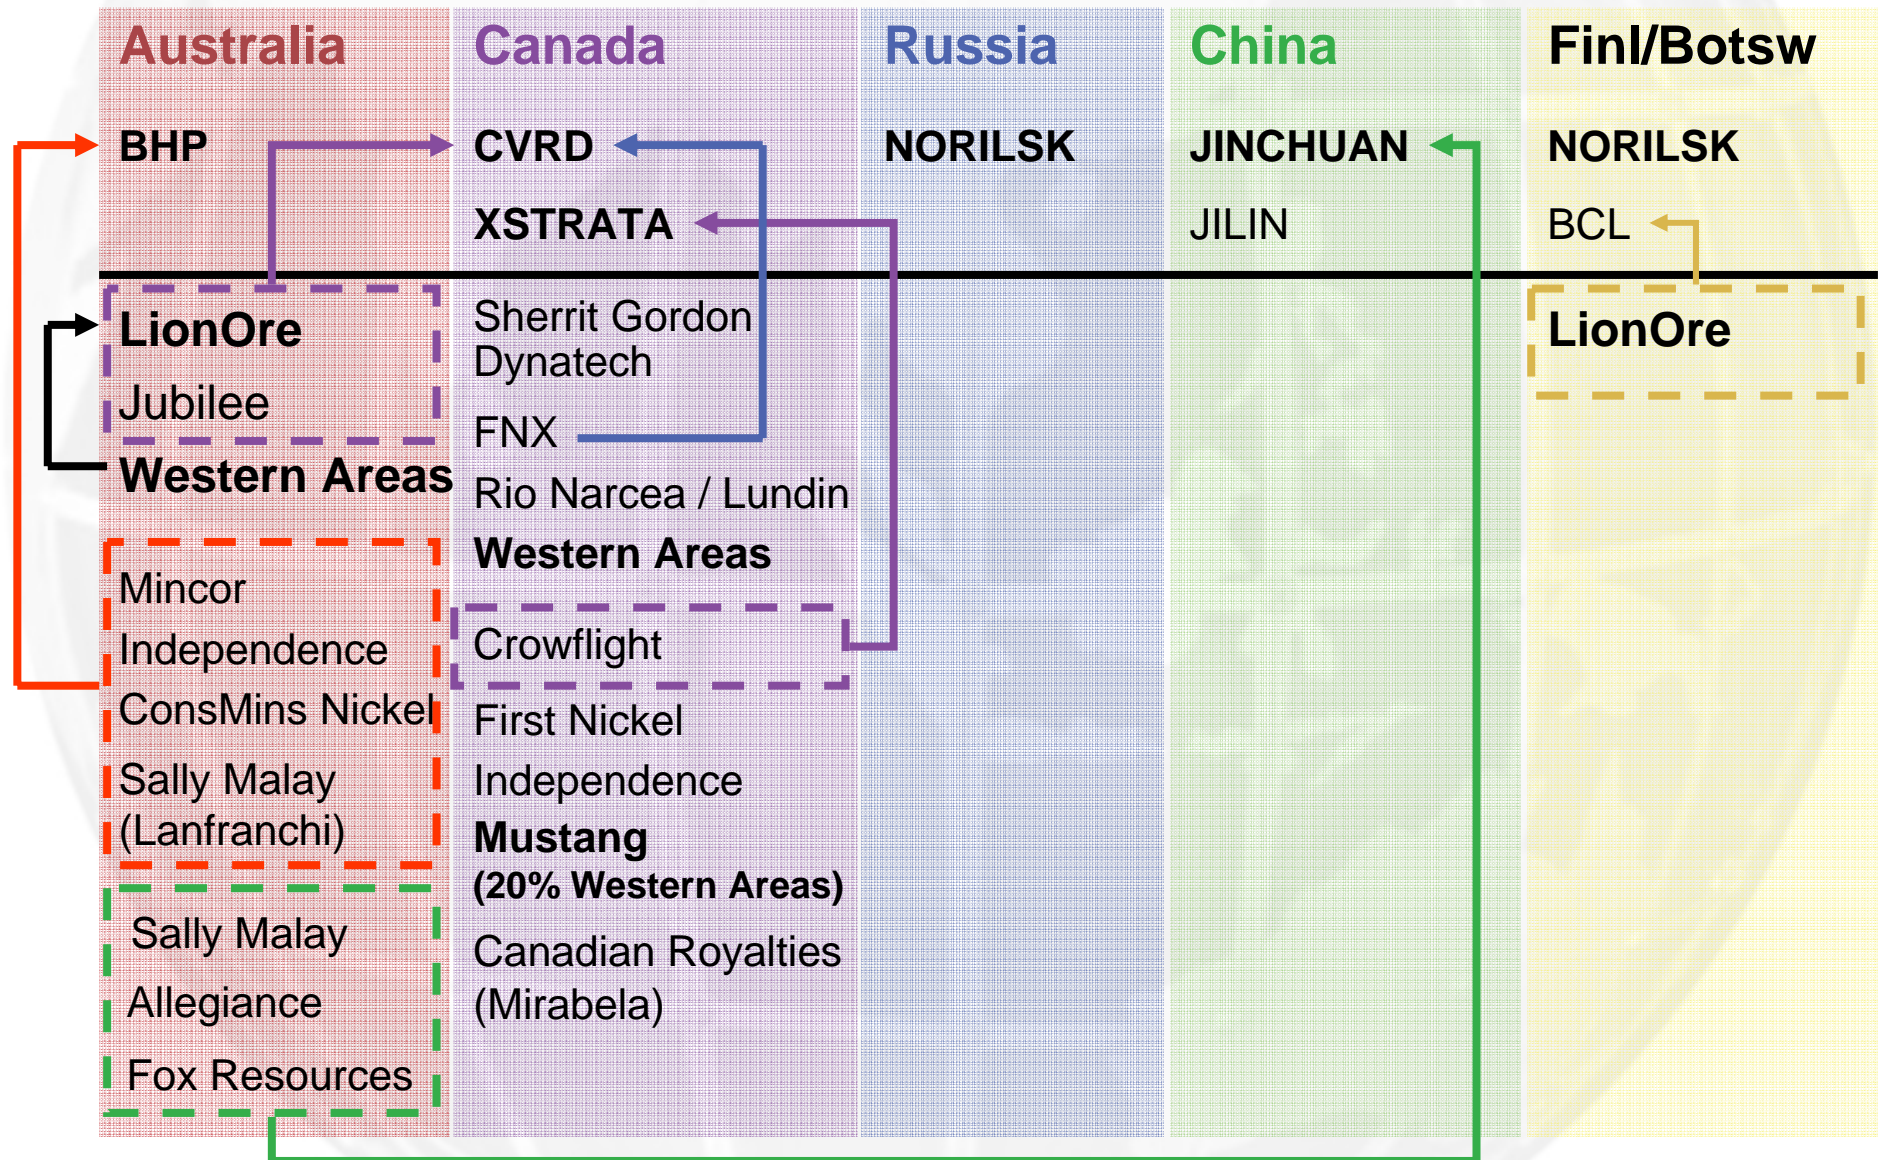 Australia
BHP
LionOre
Jubilee
Western Areas
Mincor
Independence
ConsMins Nickel
Sally Malay
(Lanfranchi)
Sally Malay
Allegiance
Fox Resources
Canada
CVRD
XSTRATA
Sherrit Gordon
Dynatech
FNX
Rio Narcea / Lundin
Western Areas
Crowflight
First Nickel
Independence
Mustang
(20% Western Areas)
Canadian Royalties
(Mirabela)
Russia
NORILSK
China
JINCHUAN
JILIN
Finl/Botsw
NORILSK
BCL
LionOre